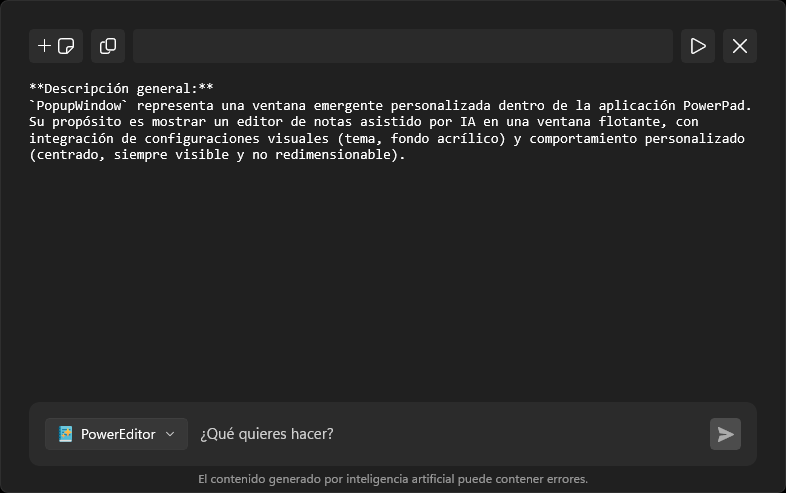 **Descripción general:**
`PopupWindow` representa una ventana emergente personalizada dentro de la aplicación PowerPad.
Su propósito es mostrar un editor de notas asistido por IA en una ventana flotante, con
integración de configuraciones visuales (tema, fondo acrílico) y comportamiento personalizado
(centrado, siempre visible y no redimensionable).
PowerEditor ¿Qué quieres hacer?
El contenido generado por inteligencia artificial puede contener errores.